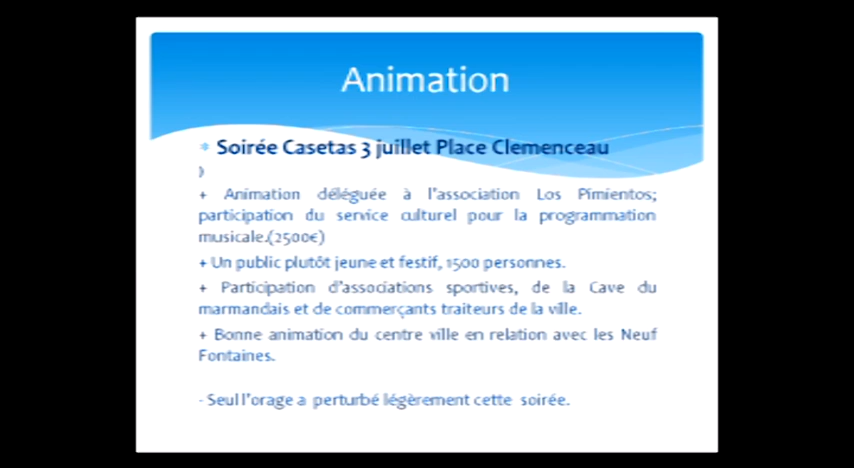 Animation
* Soirée Casetas 3 juillet Place Clemenceau
)
+ Animation déléguée à l'association Los Pimientos;
participation du service culturel pour la programmation
musicale.(2500€)
+ Un public plutôt jeune et festif, 1500 personnes.
+ Participation d'associations sportives, de la Cave du
marmandais et de commerçants traiteurs de la ville.
+ Bonne animation du centre ville en relation avec les Neuf
Fontaines.
- Seul l'orage a perturbé légèrement cette soirée.